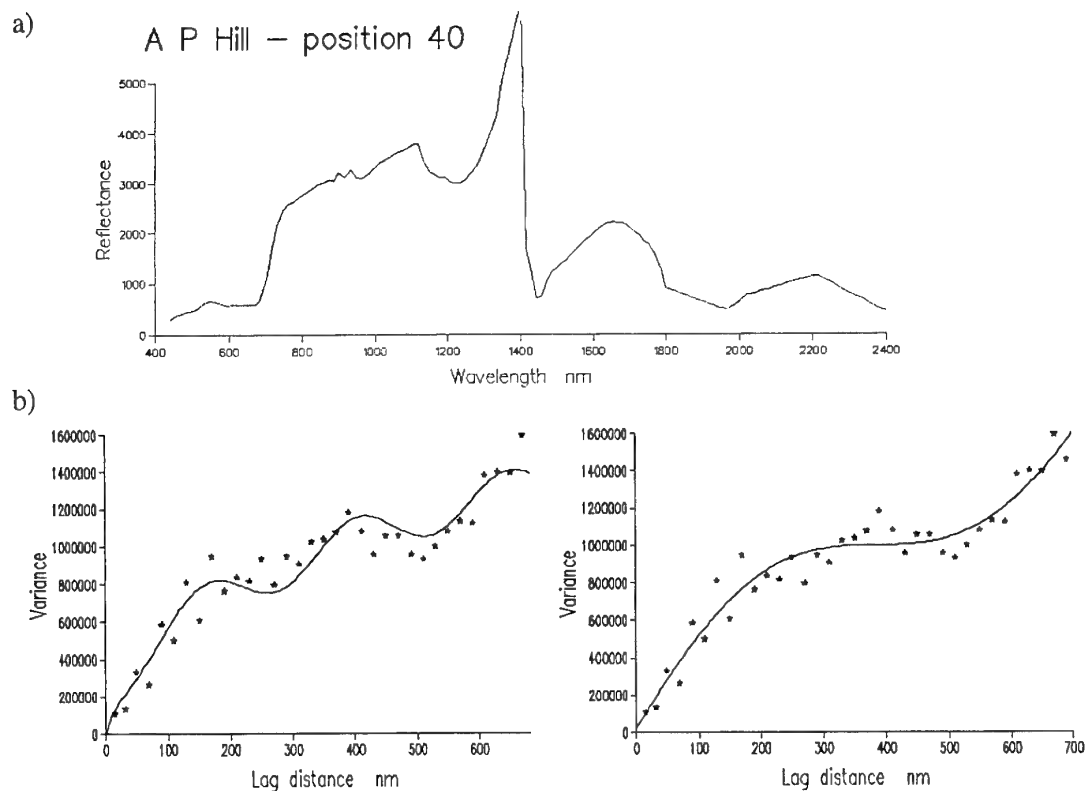 a)
A P Hill – position 40
5000
4000
3000
2000
1000
0
Reflectance
400 600 800 1000 1200 1400 1600 1800 2000 2200 2400
Wavelength nm
b)
1600000
1400000
1200000
1000000
800000
600000
400000
200000
0
Variance
0 100 200 300 400 500 600
Lag distance nm
1600000
1400000
1200000
1000000
800000
600000
400000
200000
0
Variance
0 100 200 300 400 500 600 700
Lag distance nm